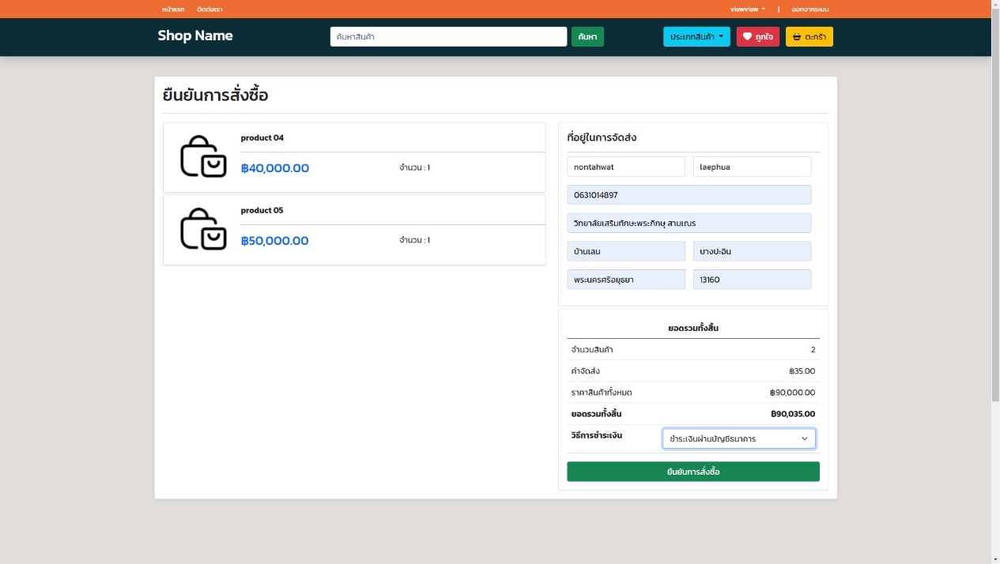 หน้าแรก ติดต่อเรา viewview | ออกจากระบบ
Shop Name ค้นหาสินค้า ค้นหา ประเภทสินค้า ถูกใจ ตะกร้า
ยืนยันการสั่งซื้อ
product 04
฿40,000.00 จำนวน : 1
product 05
฿50,000.00 จำนวน : 1
ที่อยู่ในการจัดส่ง
nontahwat laephua
0631014897
วิทยาลัยเสริมทักษะพระภิกษุ สามเณร
บ้านเลน บางปะอิน
พระนครศรีอยุธยา 13160
ยอดรวมทั้งสิ้น
จำนวนสินค้า 2
ค่าจัดส่ง ฿35.00
ราคาสินค้าทั้งหมด ฿90,000.00
ยอดรวมทั้งสิ้น ฿90,035.00
วิธีการชำระเงิน ชำระเงินผ่านบัญชีธนาคาร
ยืนยันการสั่งซื้อ